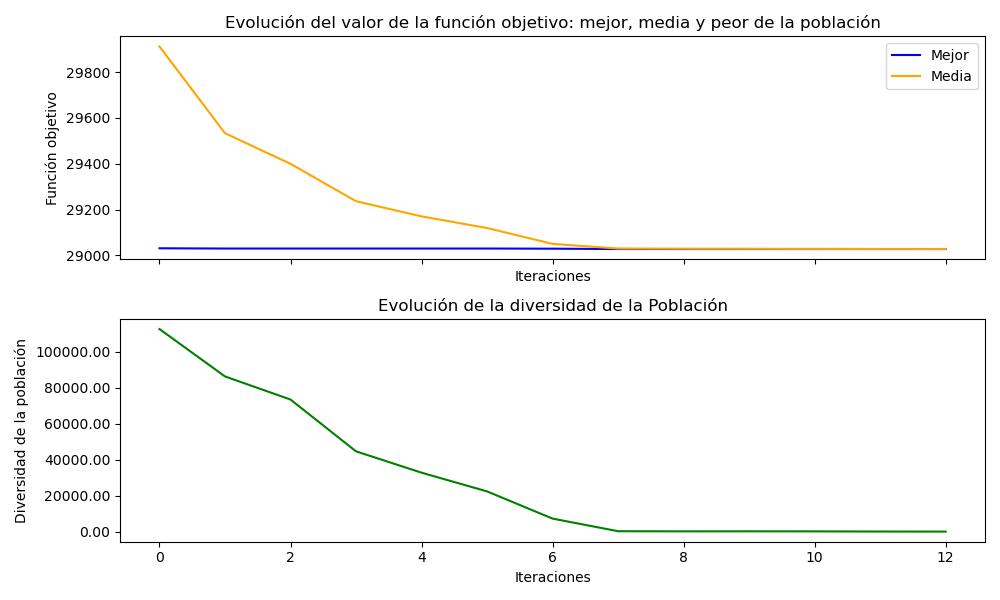 Evolución del valor de la función objetivo: mejor, media y peor de la población
Mejor
Media
Función objetivo
29800
29600
29400
29200
29000
Iteraciones
Evolución de la diversidad de la Población
Diversidad de la población
100000.00
80000.00
60000.00
40000.00
20000.00
0.00
0 2 4 6 8 10 12
Iteraciones